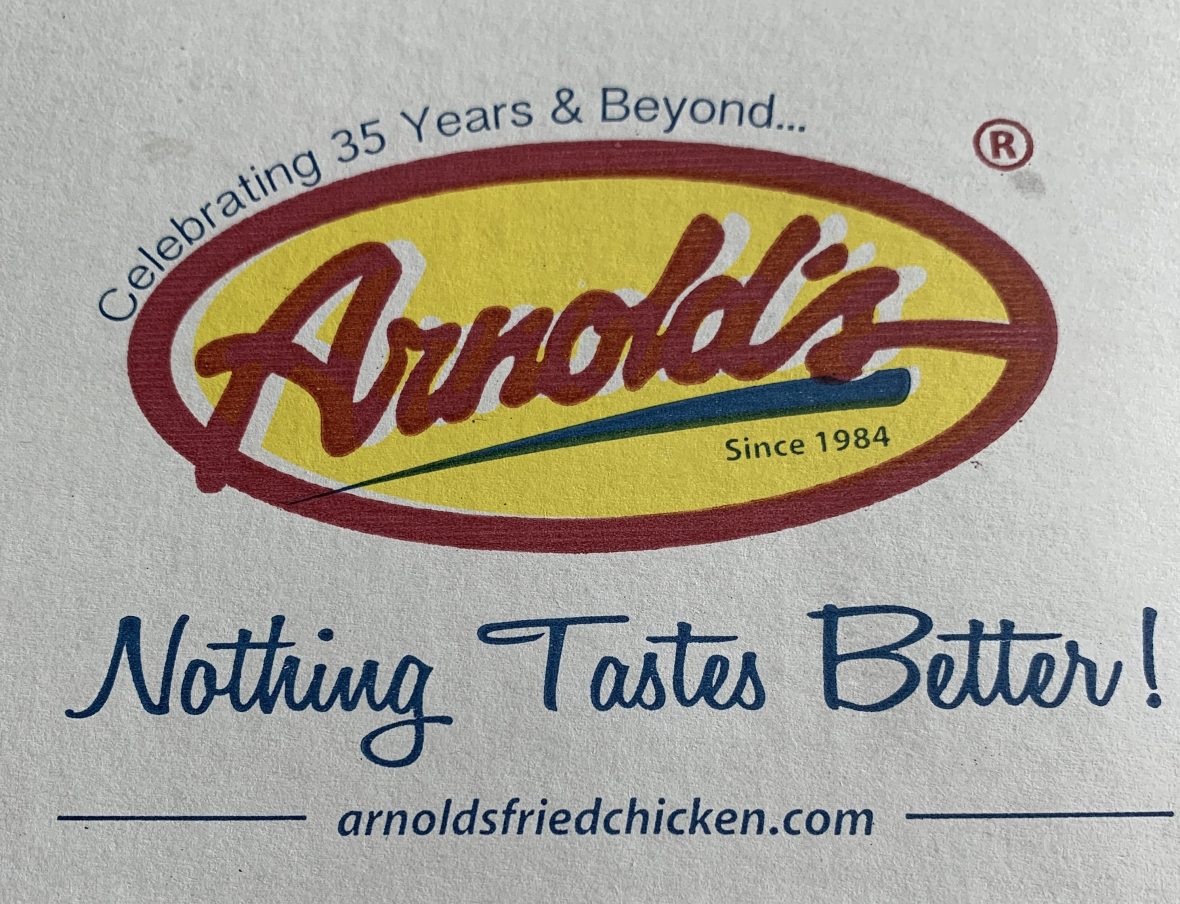 Celebrating 35 Years & Beyond...
®
Arnold's
Since 1984
Nothing Tastes Better!
arnoldsfriedchicken.com